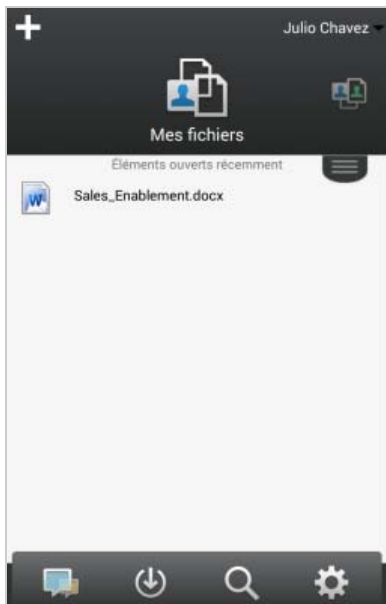 Julio Chavez
Mes fichiers
Éléments ouverts récemment
Sales_Enablement.docx